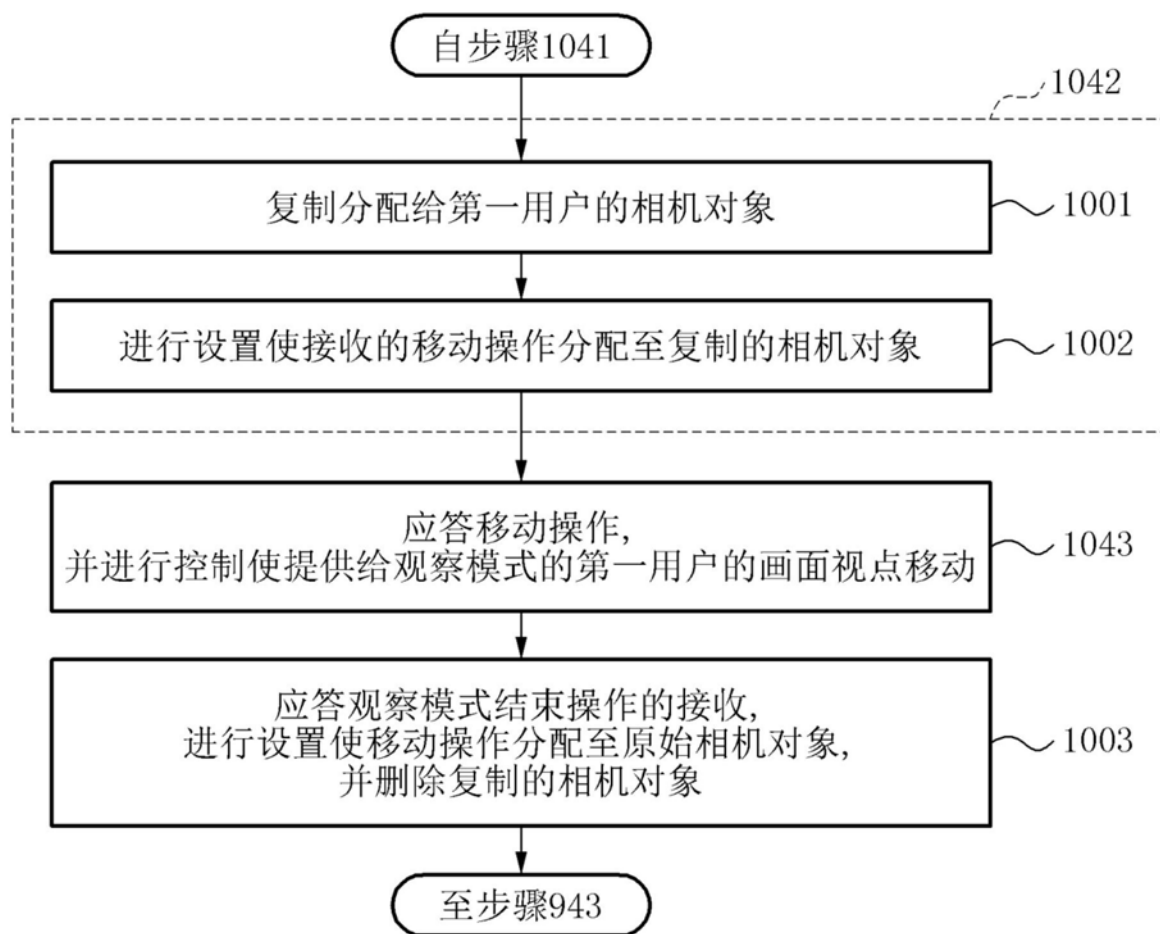 自步骤1041
1042
复制分配给第一用户的相机对象
1001
进行设置使接收的移动操作分配至复制的相机对象
1002
应答移动操作,
并进行控制使提供给观察模式的第一用户的画面视点移动
1043
应答观察模式结束操作的接收,
进行设置使移动操作分配至原始相机对象,
并删除复制的相机对象
1003
至步骤943